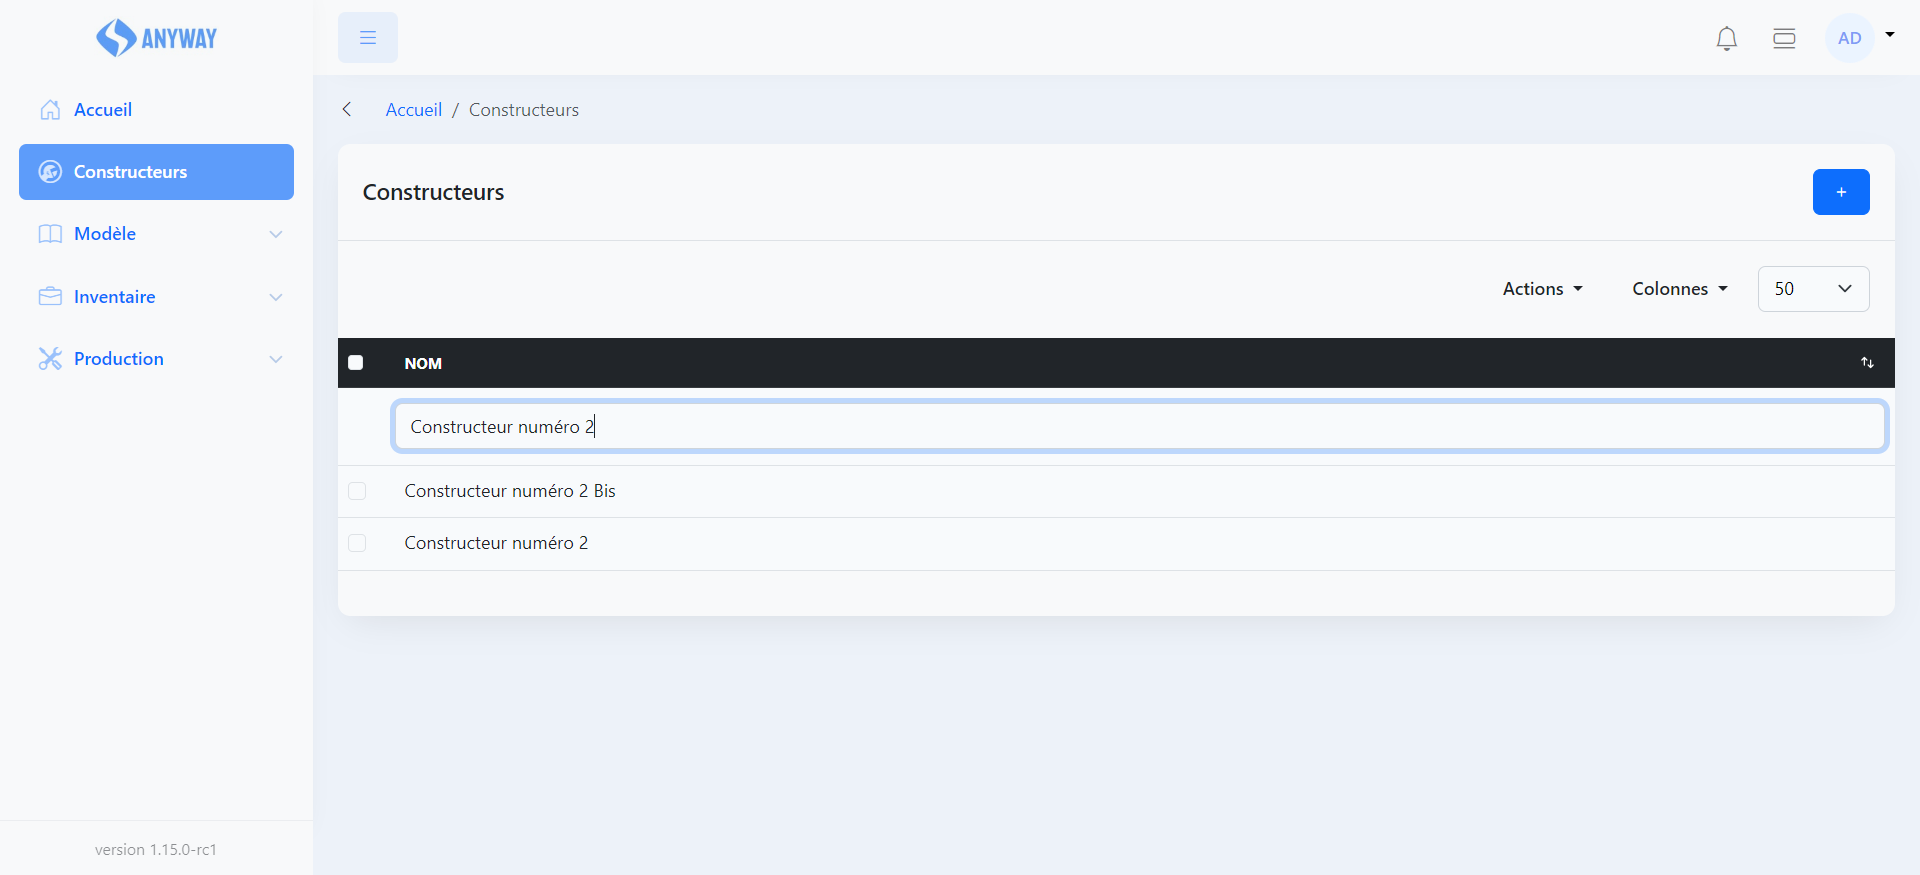 ANYWAY
AD
Accueil
Constructeurs
Modèle
Inventaire
Production
version 1.15.0-rc1
Accueil / Constructeurs
Constructeurs
+
Actions
Colonnes
50
NOM
Constructeur numéro 2
Constructeur numéro 2 Bis
Constructeur numéro 2